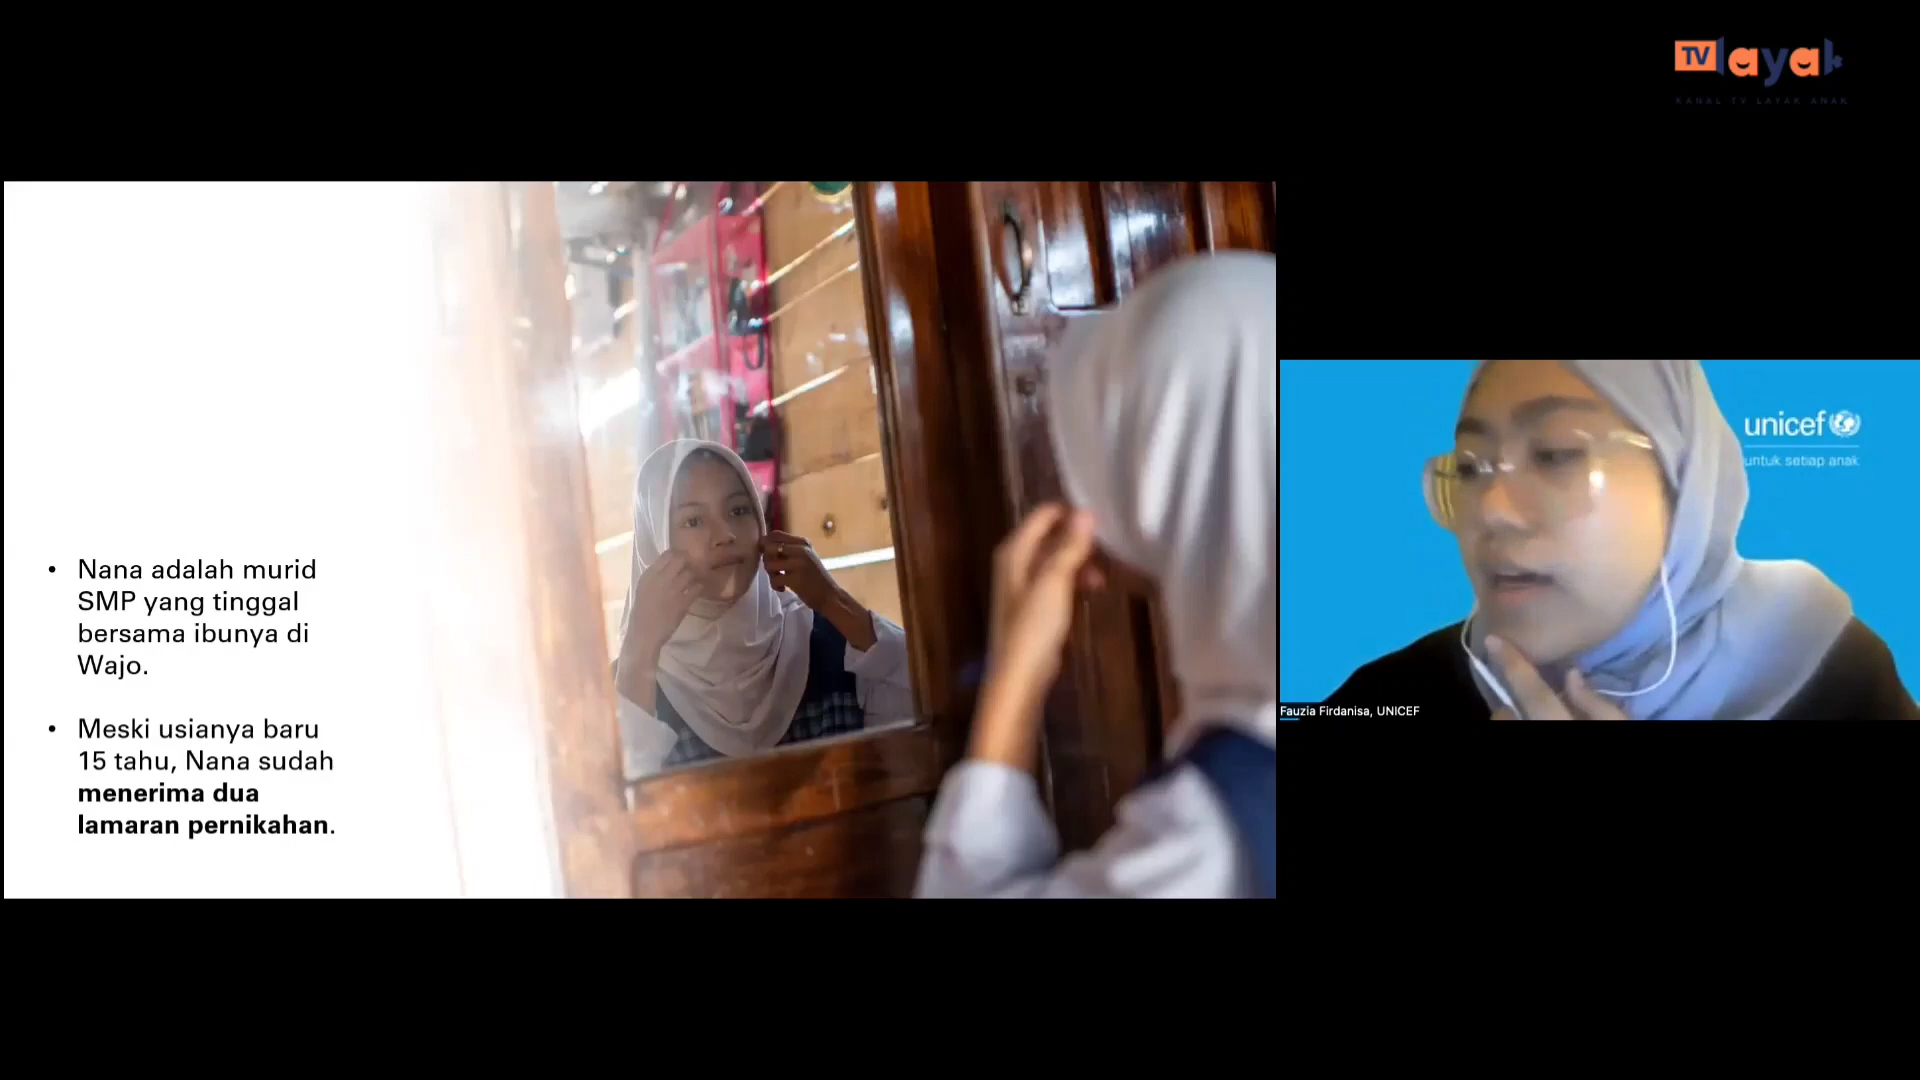 TV layak
KANAL TV LAYAK ANAK
• Nana adalah murid
SMP yang tinggal
bersama ibunya di
Wajo.
• Meski usianya baru
15 tahu, Nana sudah
menerima dua
lamaran pernikahan.
unicef
untuk setiap anak
Fauzia Firdanisa, UNICEF